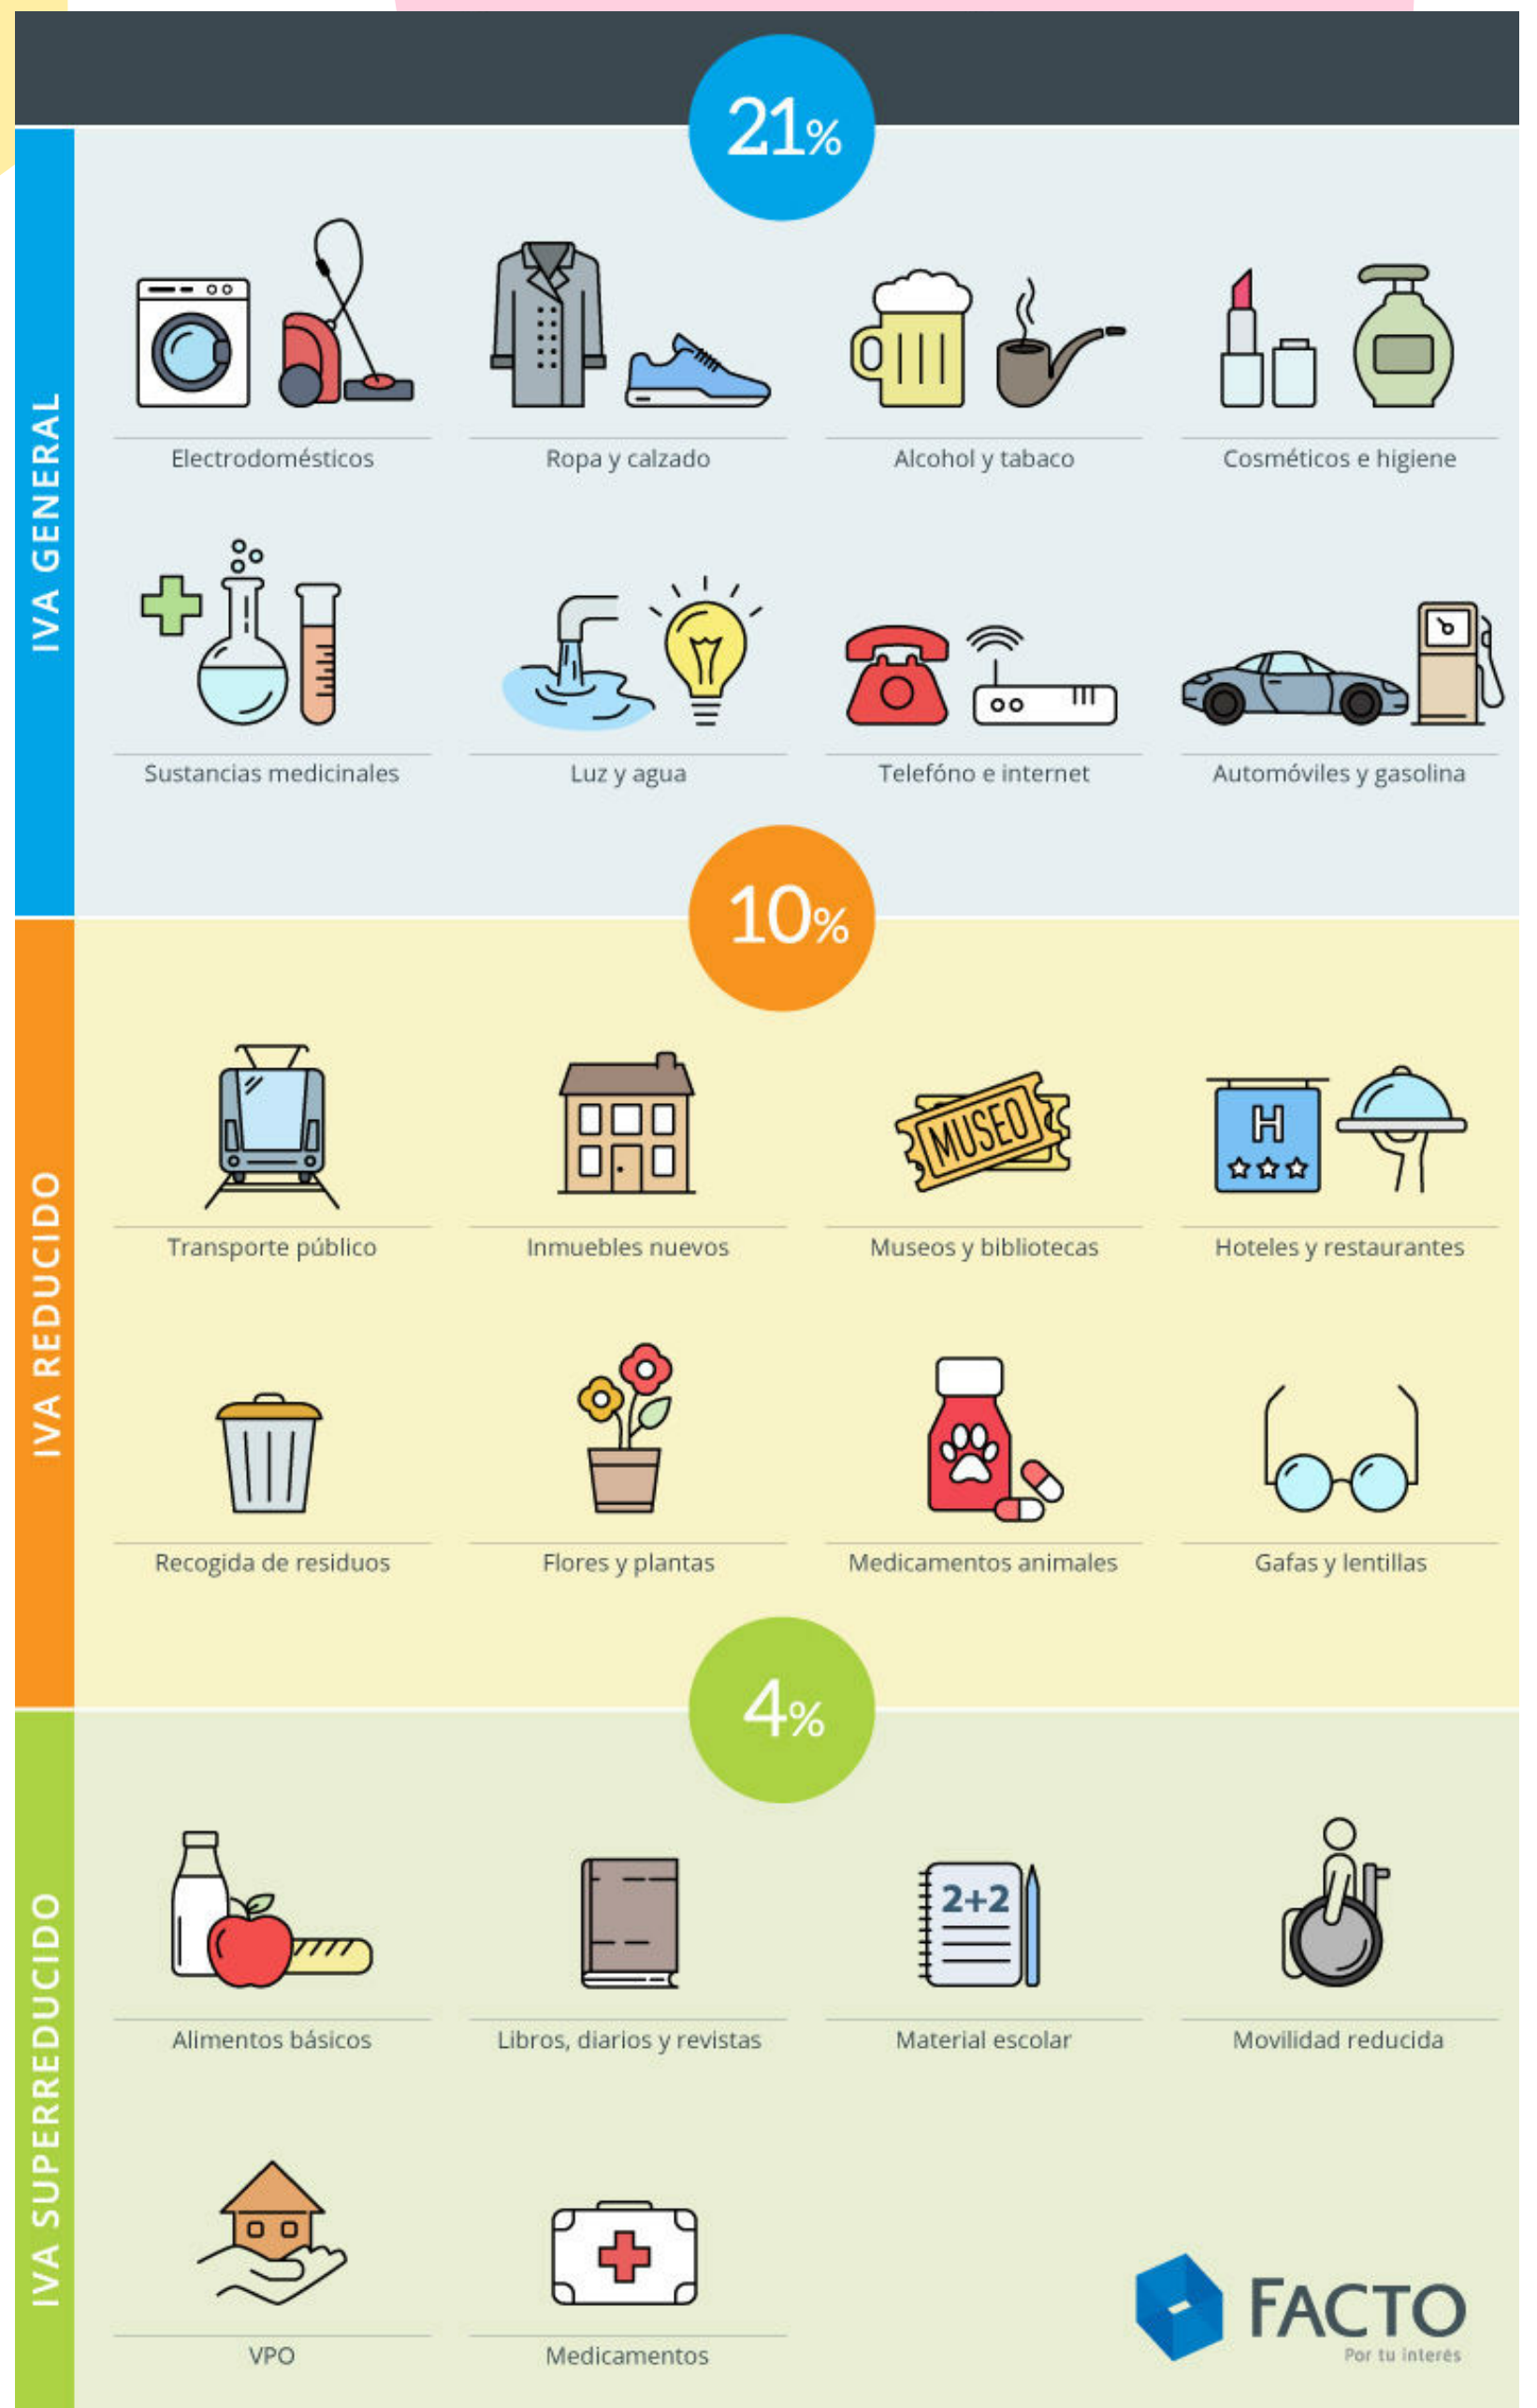 21%
IVA GENERAL
Electrodomésticos
Ropa y calzado
Alcohol y tabaco
Cosméticos e higiene
Sustancias medicinales
Luz y agua
Telefóno e internet
Automóviles y gasolina
10%
IVA REDUCIDO
MUSEO
H
Transporte público
Inmuebles nuevos
Museos y bibliotecas
Hoteles y restaurantes
Recogida de residuos
Flores y plantas
Medicamentos animales
Gafas y lentillas
4%
IVA SUPERREDUCIDO
2+2
Alimentos básicos
Libros, diarios y revistas
Material escolar
Movilidad reducida
VPO
Medicamentos
FACTO
Por tu interés